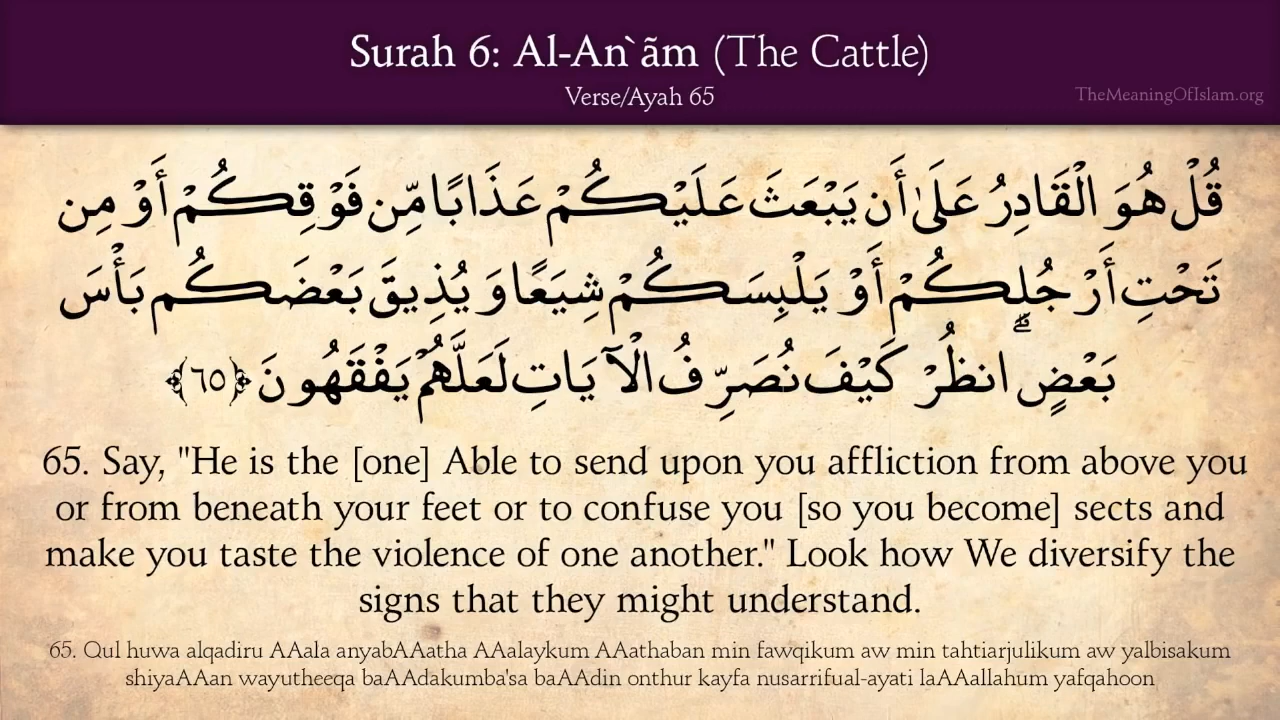 Surah 6: Al-An`ãm (The Cattle)
Verse/Ayah 65
TheMeaningOfIslam.org
قُلْ هُوَ الْقَادِرُ عَلَىٰ أَن يَبْعَثَ عَلَيْكُمْ عَذَابًا مِّن فَوْقِكُمْ أَوْ مِن
تَحْتِ أَرْجُلِكُمْ أَوْ يَلْبِسَكُمْ شِيَعًا وَيُذِيقَ بَعْضَكُم بَأْسَ
بَعْضٍ ۗ انظُرْ كَيْفَ نُصَرِّفُ الْآيَاتِ لَعَلَّهُمْ يَفْقَهُونَ ﴿٦٥﴾
65. Say, "He is the [one] Able to send upon you affliction from above you
or from beneath your feet or to confuse you [so you become] sects and
make you taste the violence of one another." Look how We diversify the
signs that they might understand.
65. Qul huwa alqadiru AAala anyabAAatha AAalaykum AAathaban min fawqikum aw min tahtiarjulikum aw yalbisakum
shiyaAAan wayutheeqa baAAdakumba'sa baAAdin onthur kayfa nusarrifual-ayati laAAallahum yafqahoon